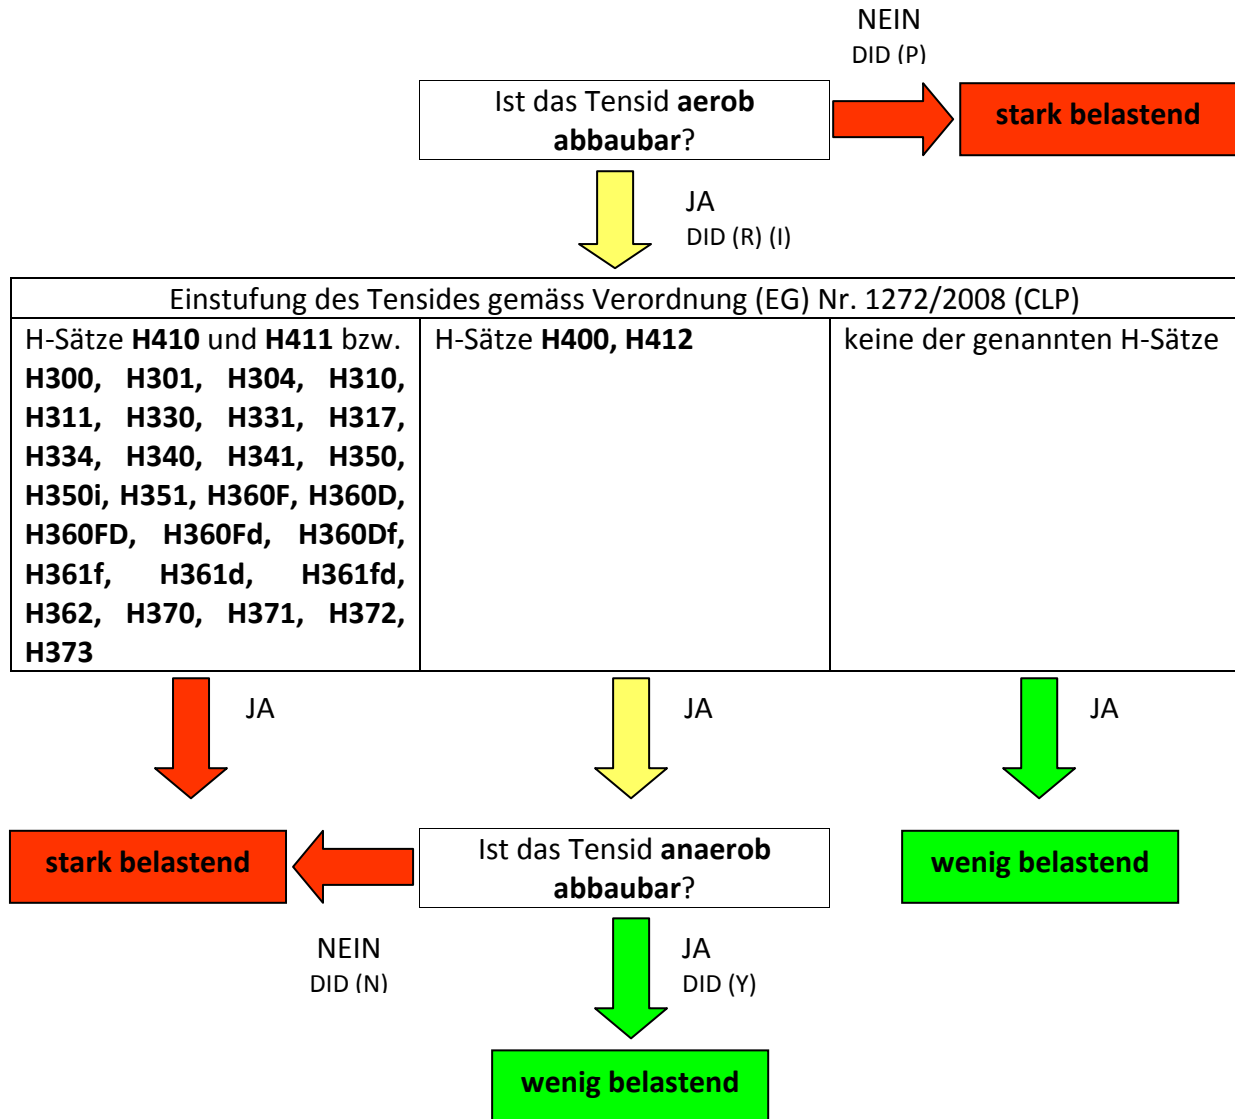 NEIN
DID (P)
Ist das Tensid aerob
abbaubar?
stark belastend
JA
DID (R) (I)
Einstufung des Tensides gemäss Verordnung (EG) Nr. 1272/2008 (CLP)
H-Sätze H410 und H411 bzw.
H300, H301, H304, H310,
H311, H330, H331, H317,
H334, H340, H341, H350,
H350i, H351, H360F, H360D,
H360FD, H360Fd, H360Df,
H361f, H361d, H361fd,
H362, H370, H371, H372,
H373
H-Sätze H400, H412
keine der genannten H-Sätze
JA
JA
JA
stark belastend
Ist das Tensid anaerob
abbaubar?
wenig belastend
NEIN
DID (N)
JA
DID (Y)
wenig belastend